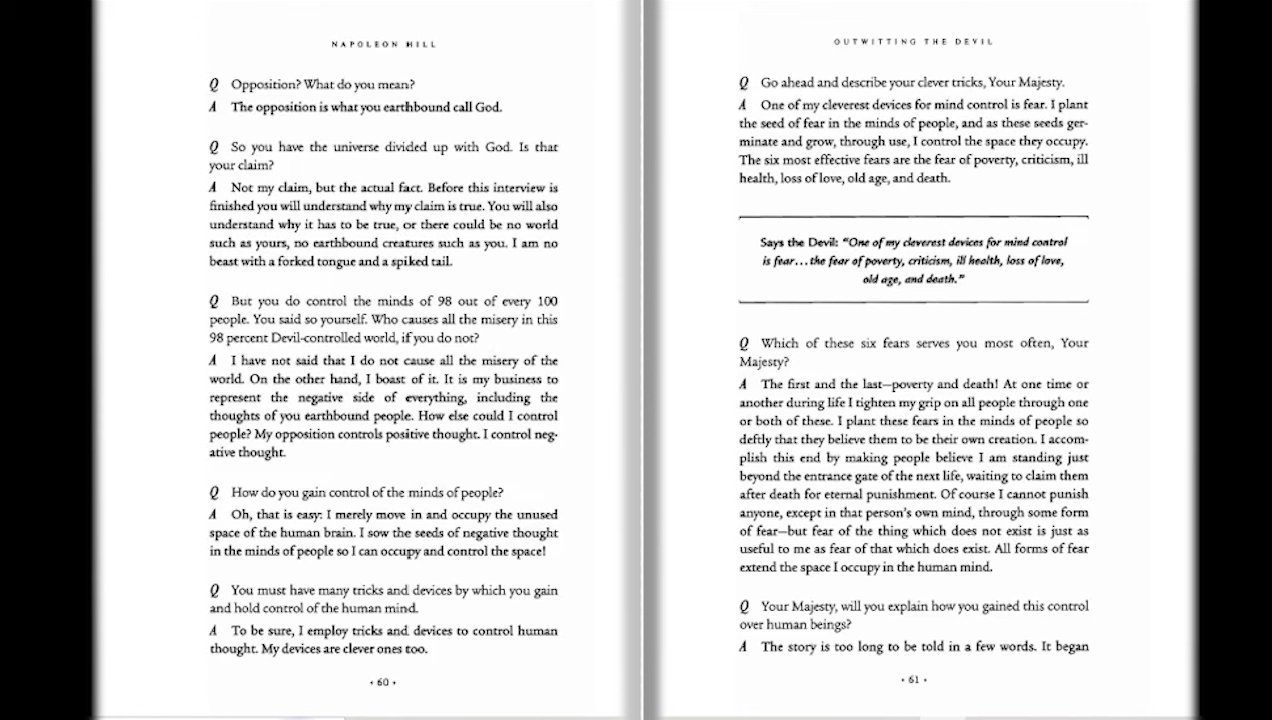 NAPOLEON HILL
Q Opposition? What do you mean?
A The opposition is what you earthbound call God.
Q So you have the universe divided up with God. Is that
your claim?
A Not my claim, but the actual fact. Before this interview is
finished you will understand why my claim is true. You will also
understand why it has to be true, or there could be no world
such as yours, no earthbound creatures such as you. I am no
beast with a forked tongue and a spiked tail.
Q But you do control the minds of 98 out of every 100
people. You said so yourself. Who causes all the misery in this
98 percent Devil-controlled world, if you do not?
A I have not said that I do not cause all the misery of the
world. On the other hand, I boast of it. It is my business to
represent the negative side of everything, including the
thoughts of you earthbound people. How else could I control
people? My opposition controls positive thought. I control neg-
ative thought.
Q How do you gain control of the minds of people?
A Oh, that is easy: I merely move in and occupy the unused
space of the human brain. I sow the seeds of negative thought
in the minds of people so I can occupy and control the space!
Q You must have many tricks and devices by which you gain
and hold control of the human mind.
A To be sure, I employ tricks and devices to control human
thought. My devices are clever ones too.
• 60 •
OUTWITTING THE DEVIL
Q Go ahead and describe your clever tricks, Your Majesty.
A One of my cleverest devices for mind control is fear. I plant
the seed of fear in the minds of people, and as these seeds ger-
minate and grow, through use, I control the space they occupy.
The six most effective fears are the fear of poverty, criticism, ill
health, loss of love, old age, and death.
Says the Devil: "One of my cleverest devices for mind control
is fear...the fear of poverty, criticism, ill health, loss of love,
old age, and death."
Q Which of these six fears serves you most often, Your
Majesty?
A The first and the last—poverty and death! At one time or
another during life I tighten my grip on all people through one
or both of these. I plant these fears in the minds of people so
deftly that they believe them to be their own creation. I accom-
plish this end by making people believe I am standing just
beyond the entrance gate of the next life, waiting to claim them
after death for eternal punishment. Of course I cannot punish
anyone, except in that person's own mind, through some form
of fear—but fear of the thing which does not exist is just as
useful to me as fear of that which does exist. All forms of fear
extend the space I occupy in the human mind.
Q Your Majesty, will you explain how you gained this control
over human beings?
A The story is too long to be told in a few words. It began
• 61 •